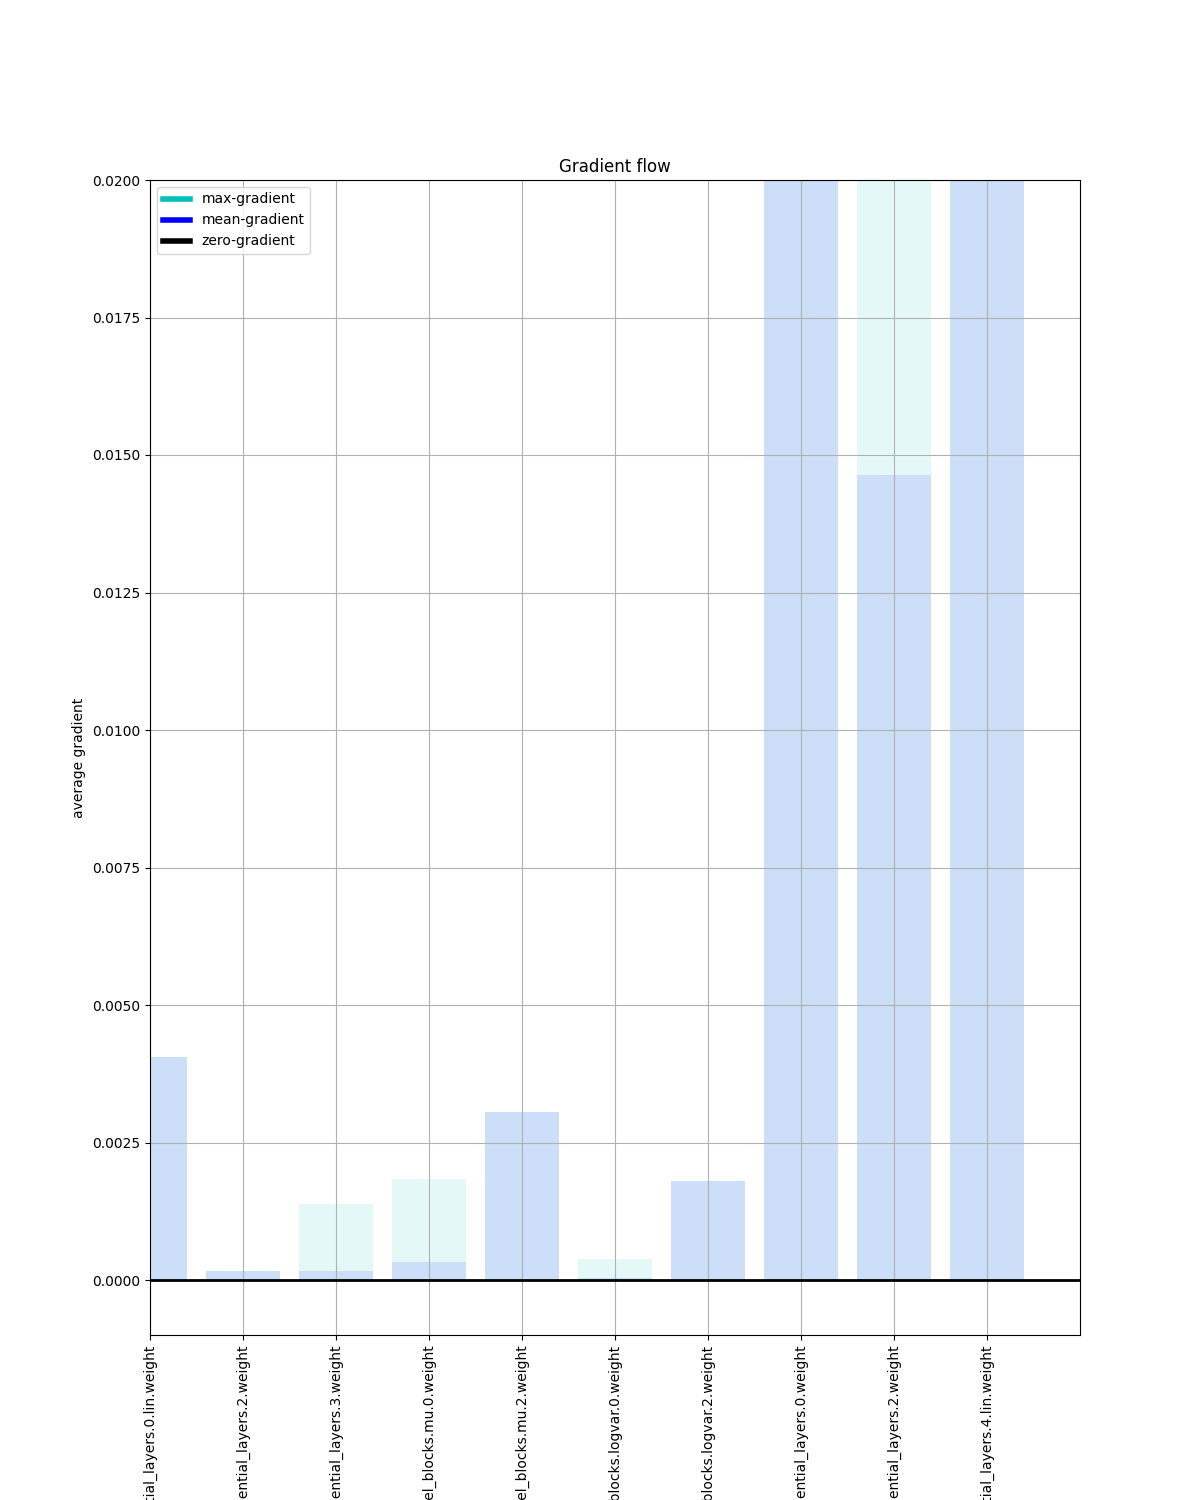 Gradient flow
max-gradient
mean-gradient
zero-gradient
0.0200
0.0175
0.0150
0.0125
0.0100
0.0075
0.0050
0.0025
0.0000
average gradient
tial_layers.0.lin.weight
ential_layers.2.weight
ential_layers.3.weight
el_blocks.mu.0.weight
el_blocks.mu.2.weight
blocks.logvar.0.weight
blocks.logvar.2.weight
ential_layers.0.weight
ential_layers.2.weight
tial_layers.4.lin.weight